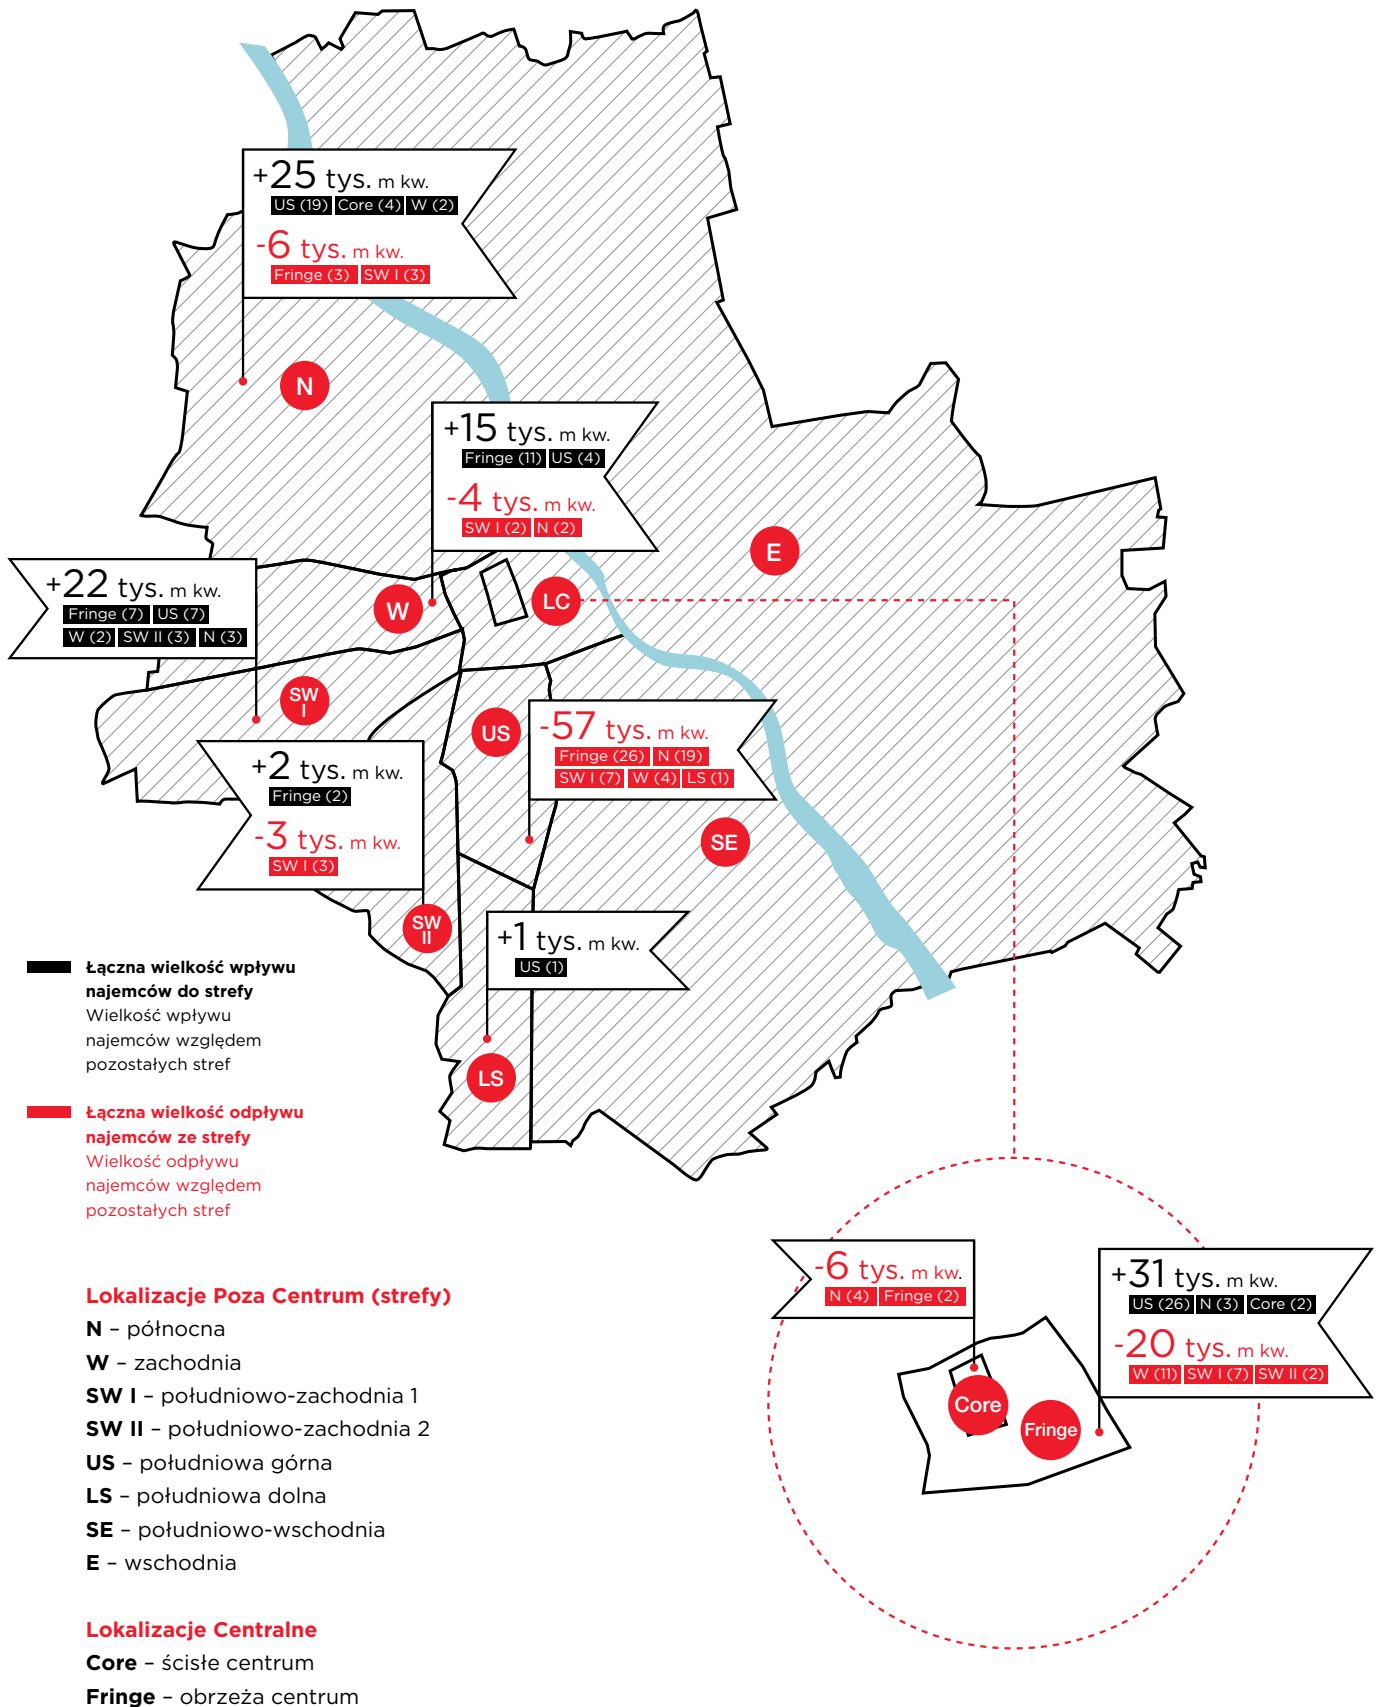 +25 tys. m kw.
US (19) Core (4) W (2)
-6 tys. m kw.
Fringe (3) SW I (3)
N
+15 tys. m kw.
Fringe (11) US (4)
-4 tys. m kw.
SW I (2) N (2)
E
+22 tys. m kw.
Fringe (7) US (7)
W (2) SW II (3) N (3)
W
LC
SW I
US
-57 tys. m kw.
Fringe (26) N (19)
SW I (7) W (4) LS (1)
+2 tys. m kw.
Fringe (2)
-3 tys. m kw.
SW I (3)
SE
SW II
+1 tys. m kw.
US (1)
LS
Łączna wielkość wpływu
najemców do strefy
Wielkość wpływu
najemców względem
pozostałych stref
Łączna wielkość odpływu
najemców ze strefy
Wielkość odpływu
najemców względem
pozostałych stref
-6 tys. m kw.
N (4) Fringe (2)
+31 tys. m kw.
US (26) N (3) Core (2)
-20 tys. m kw.
W (11) SW I (7) SW II (2)
Core
Fringe
Lokalizacje Poza Centrum (strefy)
N – północna
W – zachodnia
SW I – południowo-zachodnia 1
SW II – południowo-zachodnia 2
US – południowa górna
LS – południowa dolna
SE – południowo-wschodnia
E – wschodnia
Lokalizacje Centralne
Core – ścisłe centrum
Fringe – obrzeża centrum